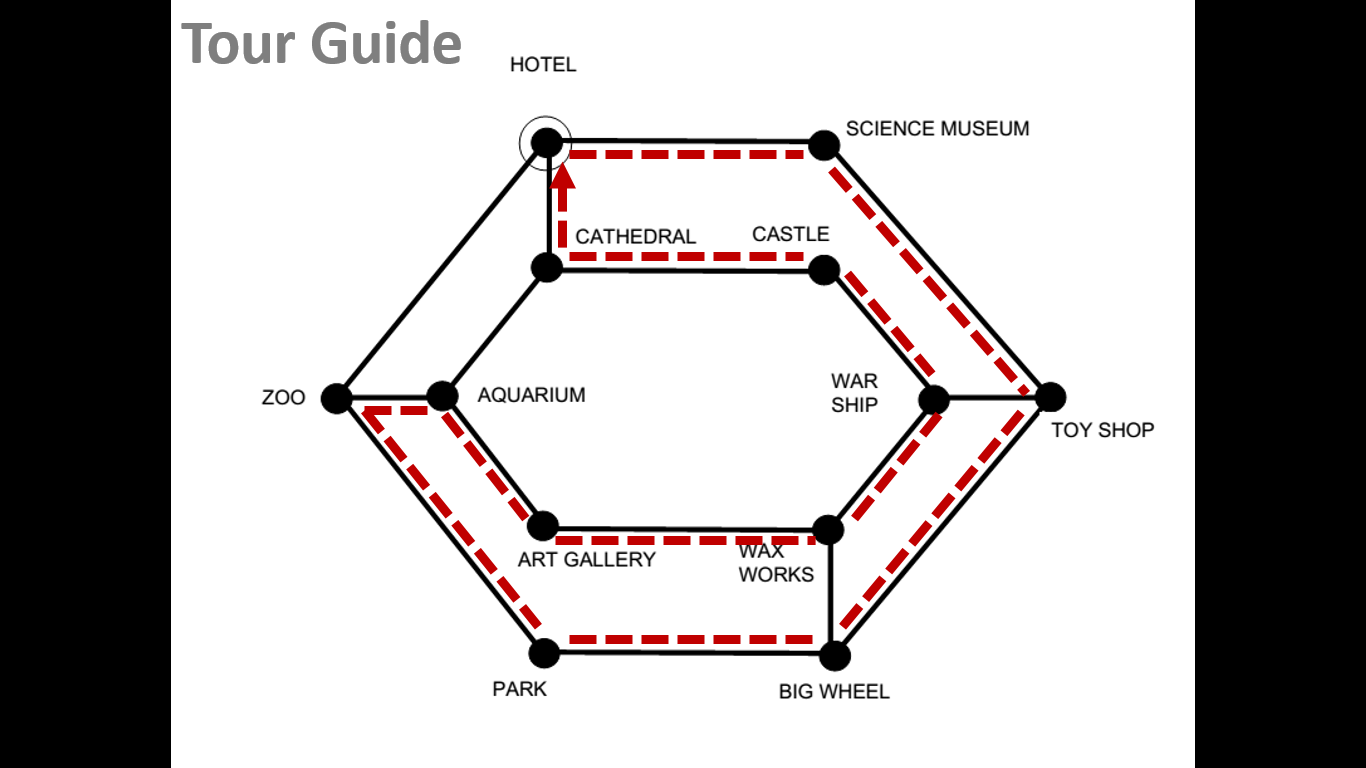 Tour Guide
HOTEL
SCIENCE MUSEUM
CATHEDRAL
CASTLE
ZOO
AQUARIUM
WAR
SHIP
TOY SHOP
ART GALLERY
WAX
WORKS
PARK
BIG WHEEL